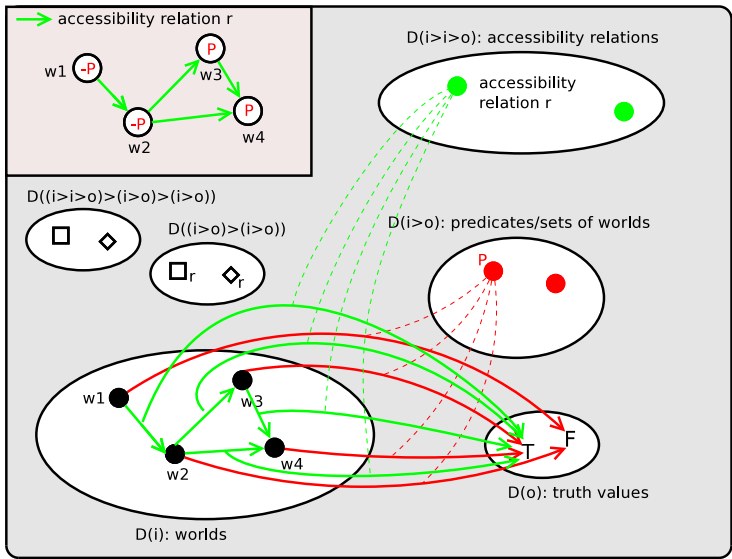 accessibility relation r
P
w1
-P
w3
-P
P
w2
w4
D(i>i>o): accessibility relations
accessibility
relation r
D((i>i>o)>(i>o)>(i>o))
D((i>o)>(i>o))
r
r
D(i>o): predicates/sets of worlds
P
w1
w3
w2
w4
T
F
D(o): truth values
D(i): worlds